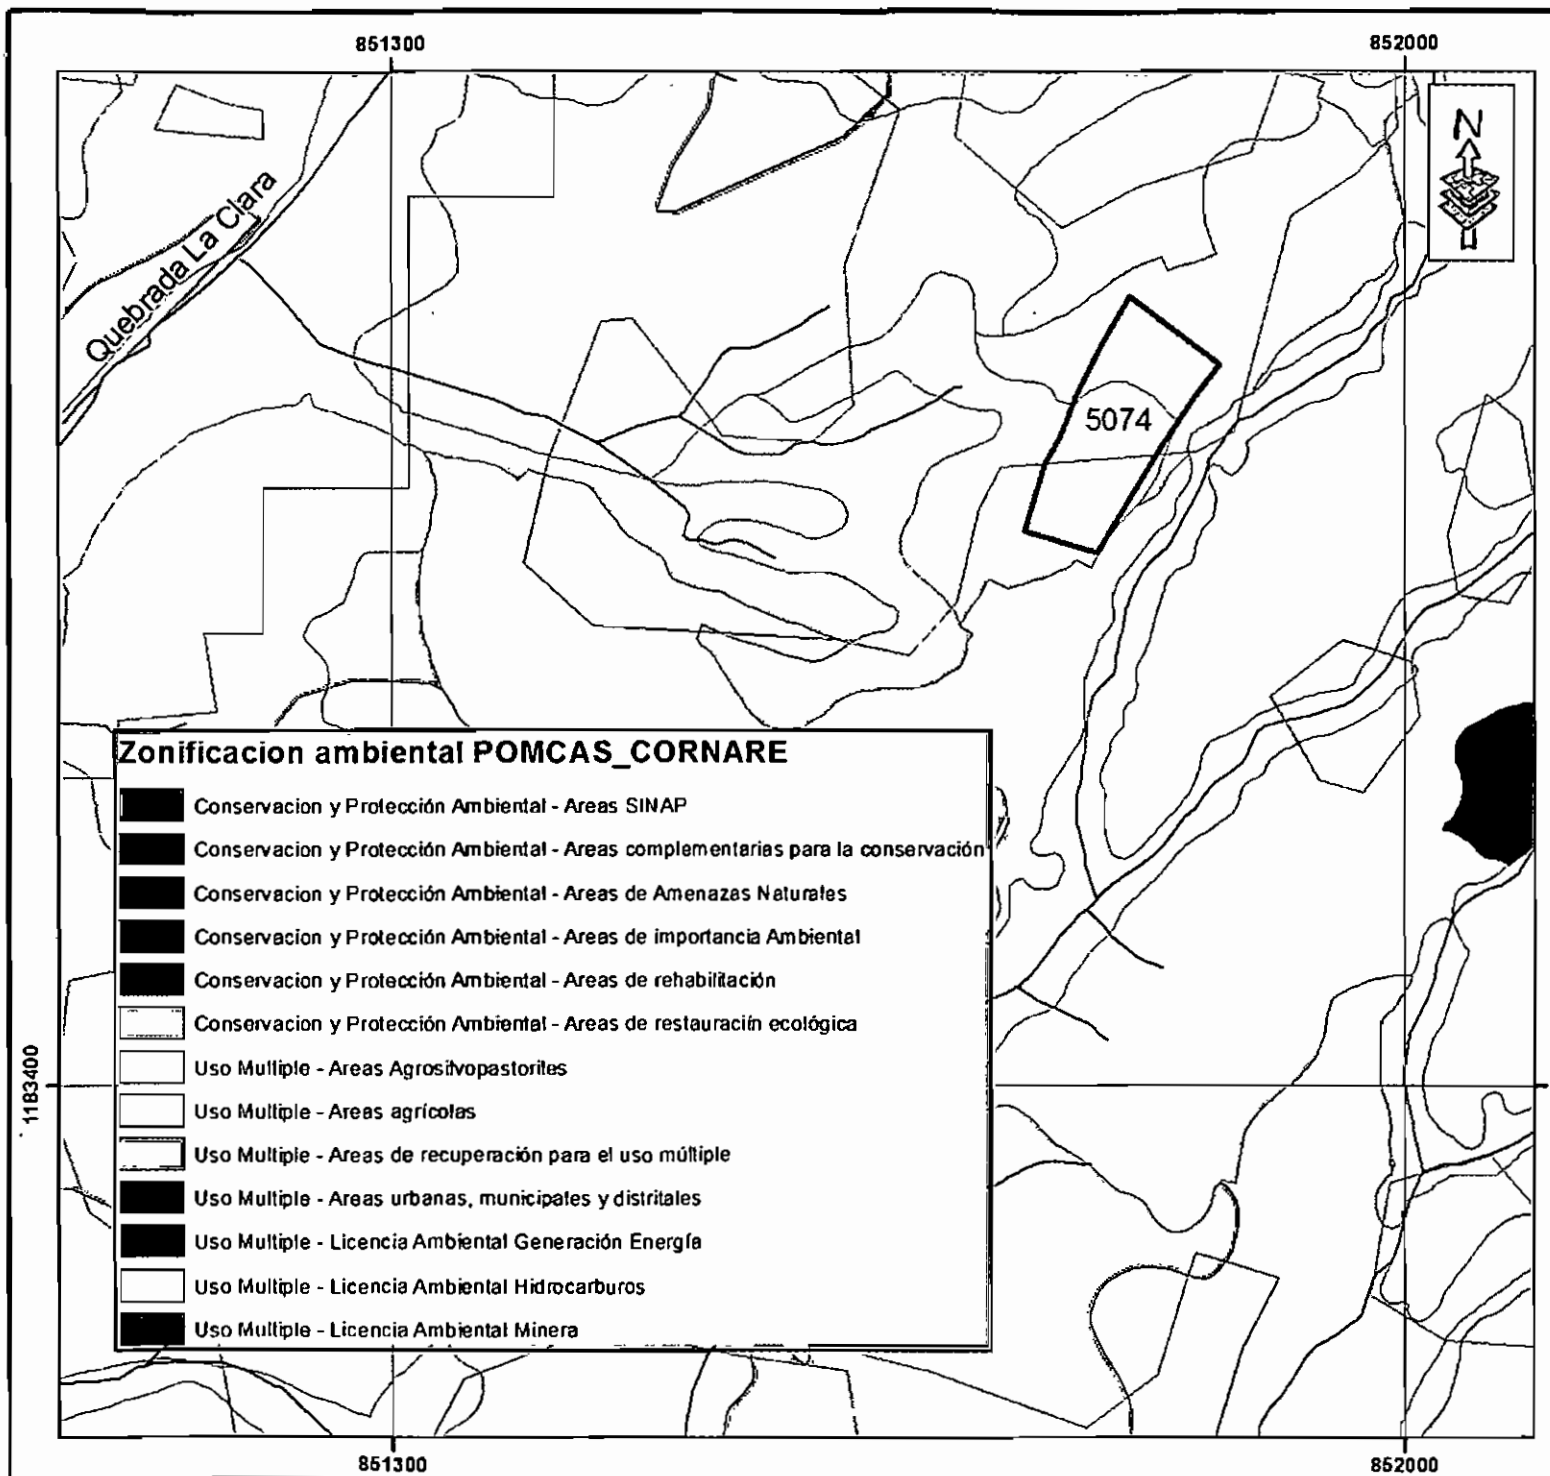 851300
852000
N
Quebrada La Clara
5074
Zonificacion ambiental POMCAS_CORNARE
Conservacion y Protección Ambiental - Areas SINAP
Conservacion y Protección Ambiental - Areas complementarias para la conservación
Conservacion y Protección Ambiental - Areas de Amenazas Naturales
Conservacion y Protección Ambiental - Areas de importancia Ambiental
Conservacion y Protección Ambiental - Areas de rehabilitación
Conservacion y Protección Ambiental - Areas de restauración ecológica
Uso Multiple - Areas Agrosilvopastoriles
Uso Multiple - Areas agrícolas
Uso Multiple - Areas de recuperación para el uso múltiple
Uso Multiple - Areas urbanas, municipales y distritales
Uso Multiple - Licencia Ambiental Generación Energía
Uso Multiple - Licencia Ambiental Hidrocarburos
Uso Multiple - Licencia Ambiental Minera
1183400
851300
852000